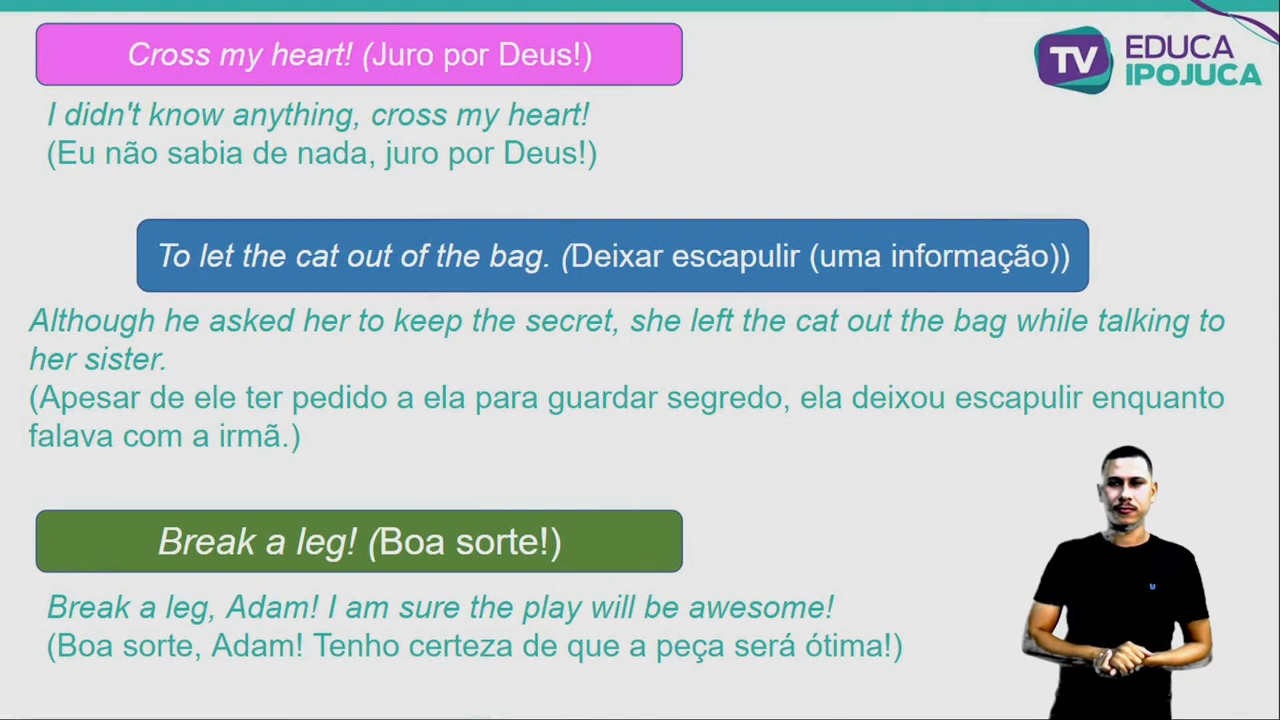 Cross my heart! (Juro por Deus!)
TV EDUCA
IPOJUCA
I didn't know anything, cross my heart!
(Eu não sabia de nada, juro por Deus!)
To let the cat out of the bag. (Deixar escapulir (uma informação))
Although he asked her to keep the secret, she left the cat out the bag while talking to
her sister.
(Apesar de ele ter pedido a ela para guardar segredo, ela deixou escapulir enquanto
falava com a irmã.)
Break a leg! (Boa sorte!)
Break a leg, Adam! I am sure the play will be awesome!
(Boa sorte, Adam! Tenho certeza de que a peça será ótima!)